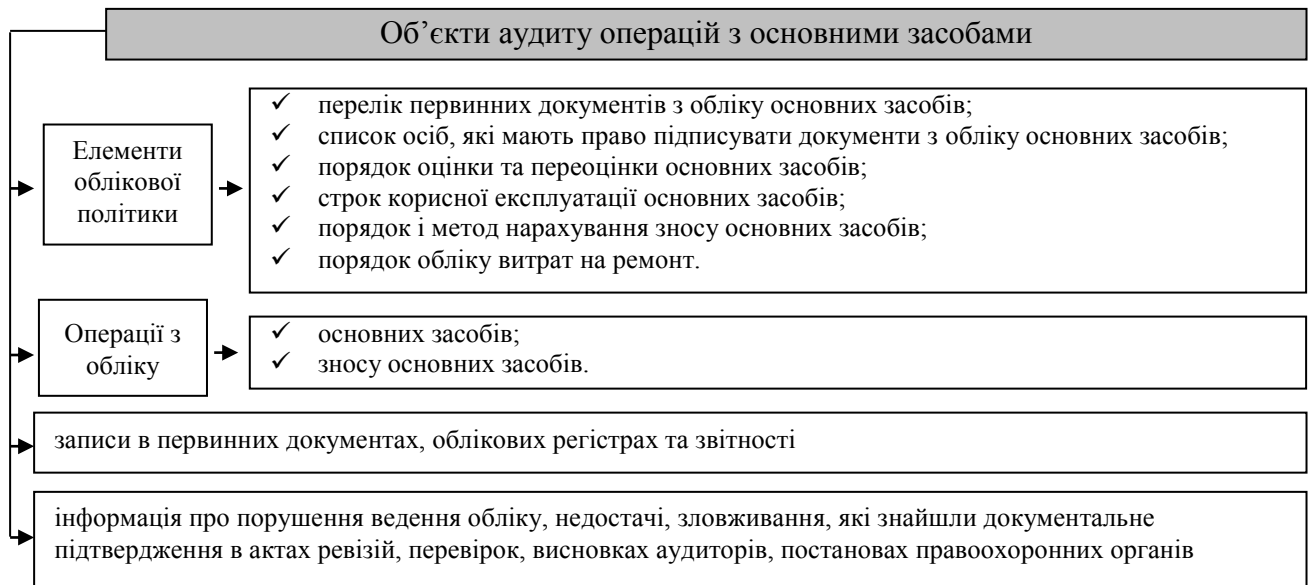 Об’єкти аудиту операцій з основними засобами
Елементи
облікової
політики
✓ перелік первинних документів з обліку основних засобів;
✓ список осіб, які мають право підписувати документи з обліку основних засобів;
✓ порядок оцінки та переоцінки основних засобів;
✓ строк корисної експлуатації основних засобів;
✓ порядок і метод нарахування зносу основних засобів;
✓ порядок обліку витрат на ремонт.
Операції з
обліку
✓ основних засобів;
✓ зносу основних засобів.
записи в первинних документах, облікових регістрах та звітності
інформація про порушення ведення обліку, недостачі, зловживання, які знайшли документальне
підтвердження в актах ревізій, перевірок, висновках аудиторів, постановах правоохоронних органів